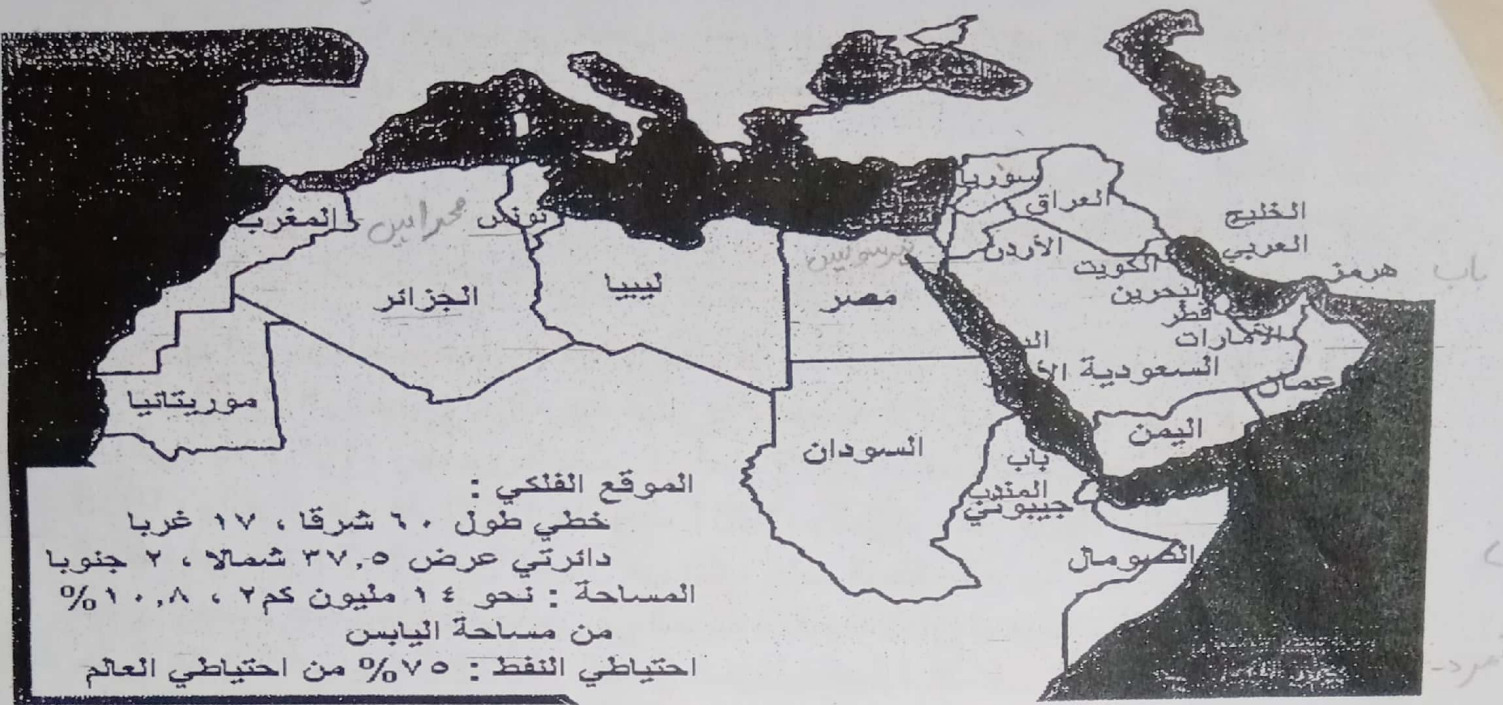 المغرب
تونس
سوريا
العراق
الخليج
العربي
باب هرمز
الأردن
الكويت
البحرين
قطر
الأمارات
الجزائر
ليبيا
مصر
السعودية
عمان
موريتانيا
السودان
اليمن
باب
المندب
جيبوتي
الصومال
الموقع الفلكي :
خطي طول ٦٠ شرقا ، ١٧ غربا
دائرتي عرض ٣٧,٥ شمالا ، ٢ جنوبا
المساحة : نحو ١٤ مليون كم٢ ، ١٠,٨%
من مساحة اليابس
احتياطي النفط : ٧٥% من احتياطي العالم